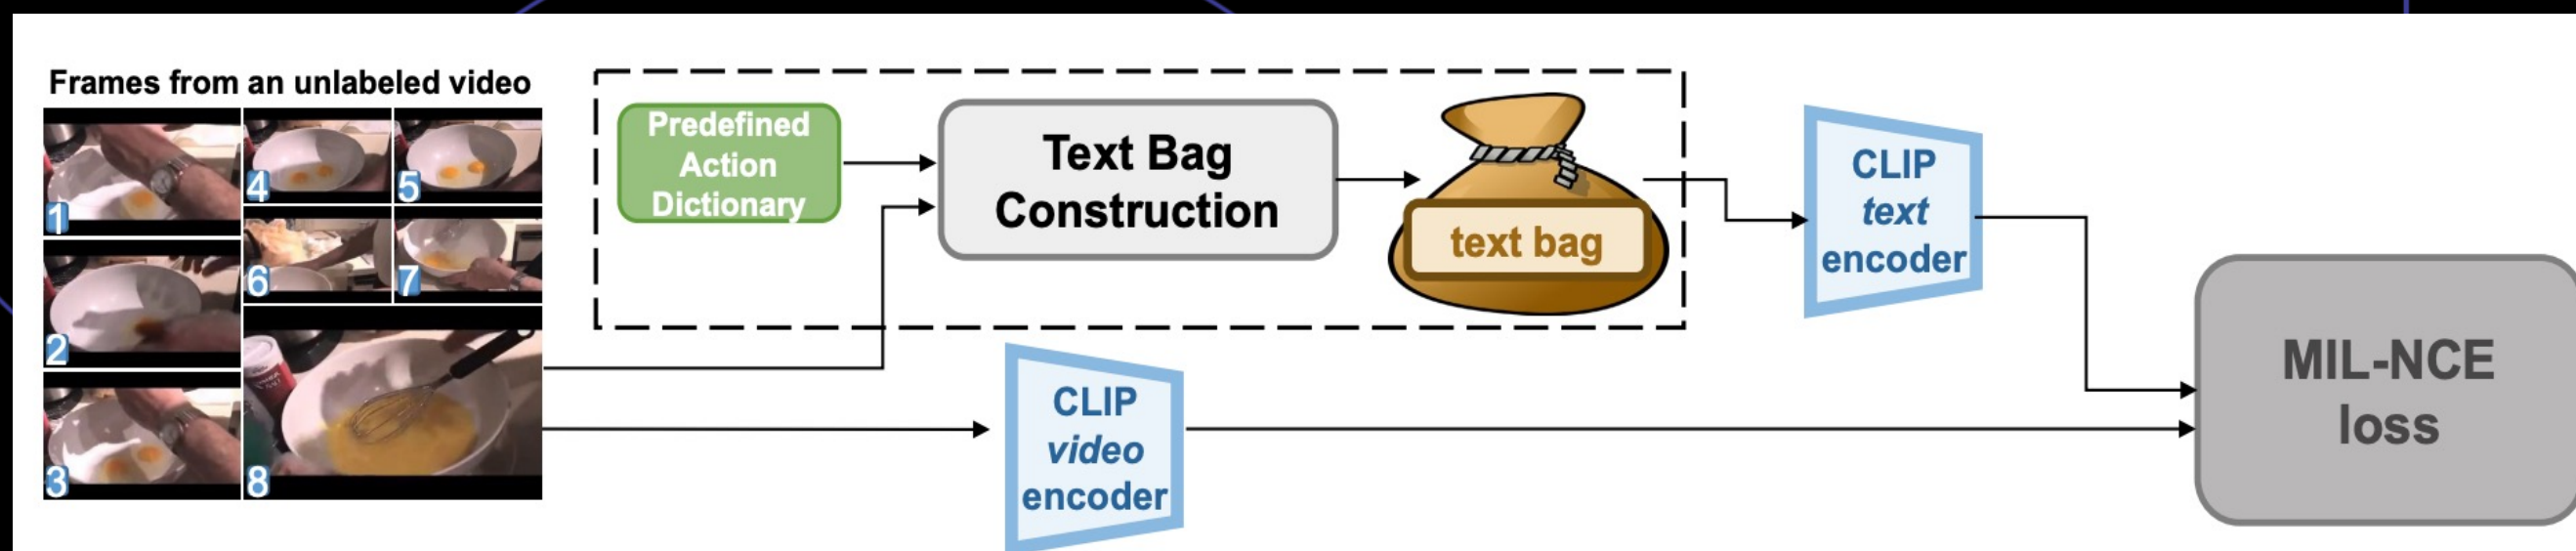 Frames from an unlabeled video
1
2
3
4
5
6
7
8
Predefined
Action
Dictionary
Text Bag
Construction
text bag
CLIP
text
encoder
CLIP
video
encoder
MIL-NCE
loss